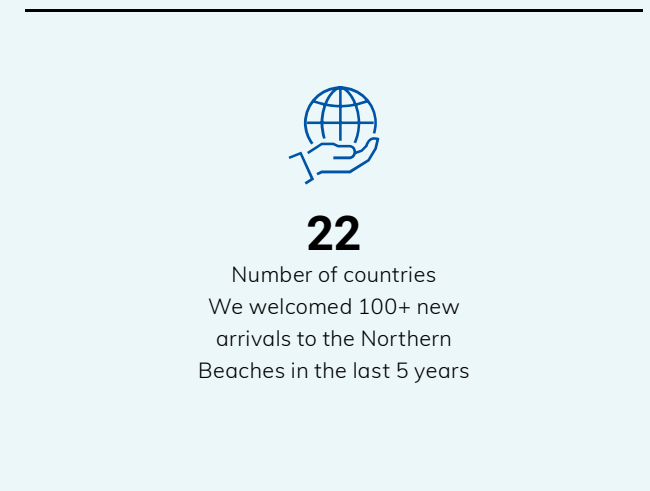 22
Number of countries
We welcomed 100+ new
arrivals to the Northern
Beaches in the last 5 years